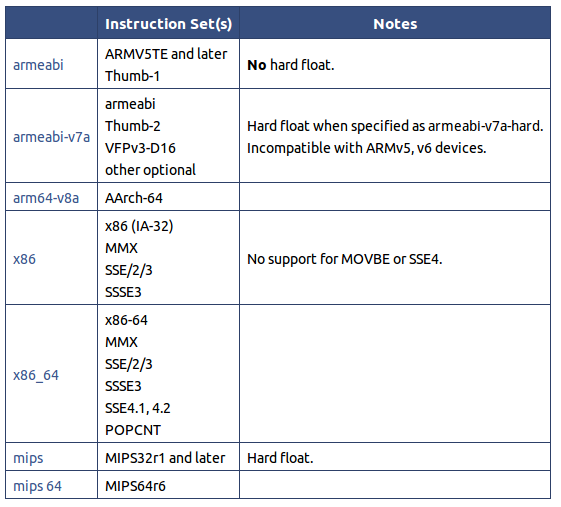 Instruction Set(s) Notes
armeabi
ARMV5TE and later
Thumb-1
No hard float.
armeabi-v7a
armeabi
Thumb-2
VFPv3-D16
other optional
Hard float when specified as armeabi-v7a-hard.
Incompatible with ARMv5, v6 devices.
arm64-v8a
AArch-64
x86
x86 (IA-32)
MMX
SSE/2/3
SSSE3
No support for MOVBE or SSE4.
x86_64
x86-64
MMX
SSE/2/3
SSSE3
SSE4.1, 4.2
POPCNT
mips
MIPS32r1 and later
Hard float.
mips 64
MIPS64r6